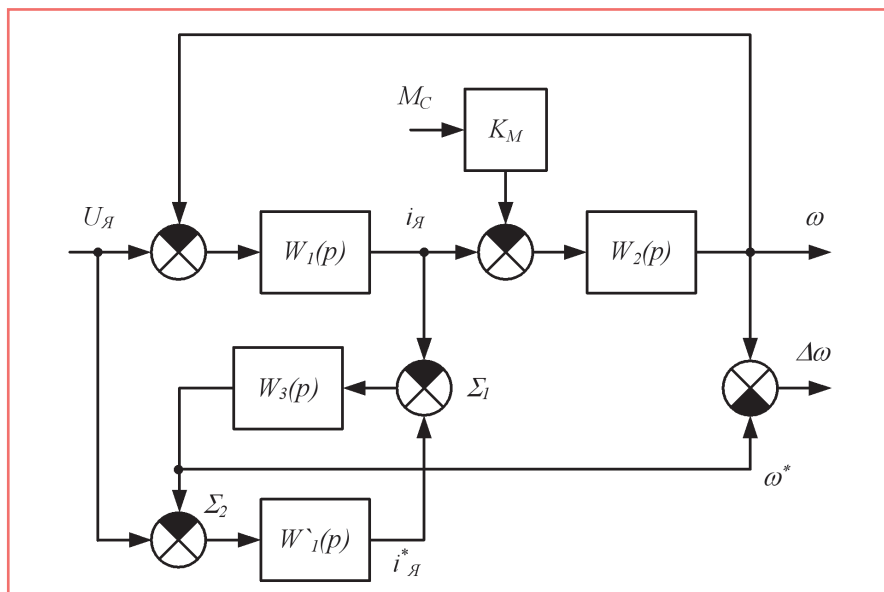 M_C
K_M
U_Я
W_1(p)
i_Я
W_2(p)
ω
W_3(p)
Σ_1
Δω
Σ_2
ω*
W`_1(p)
i*_Я